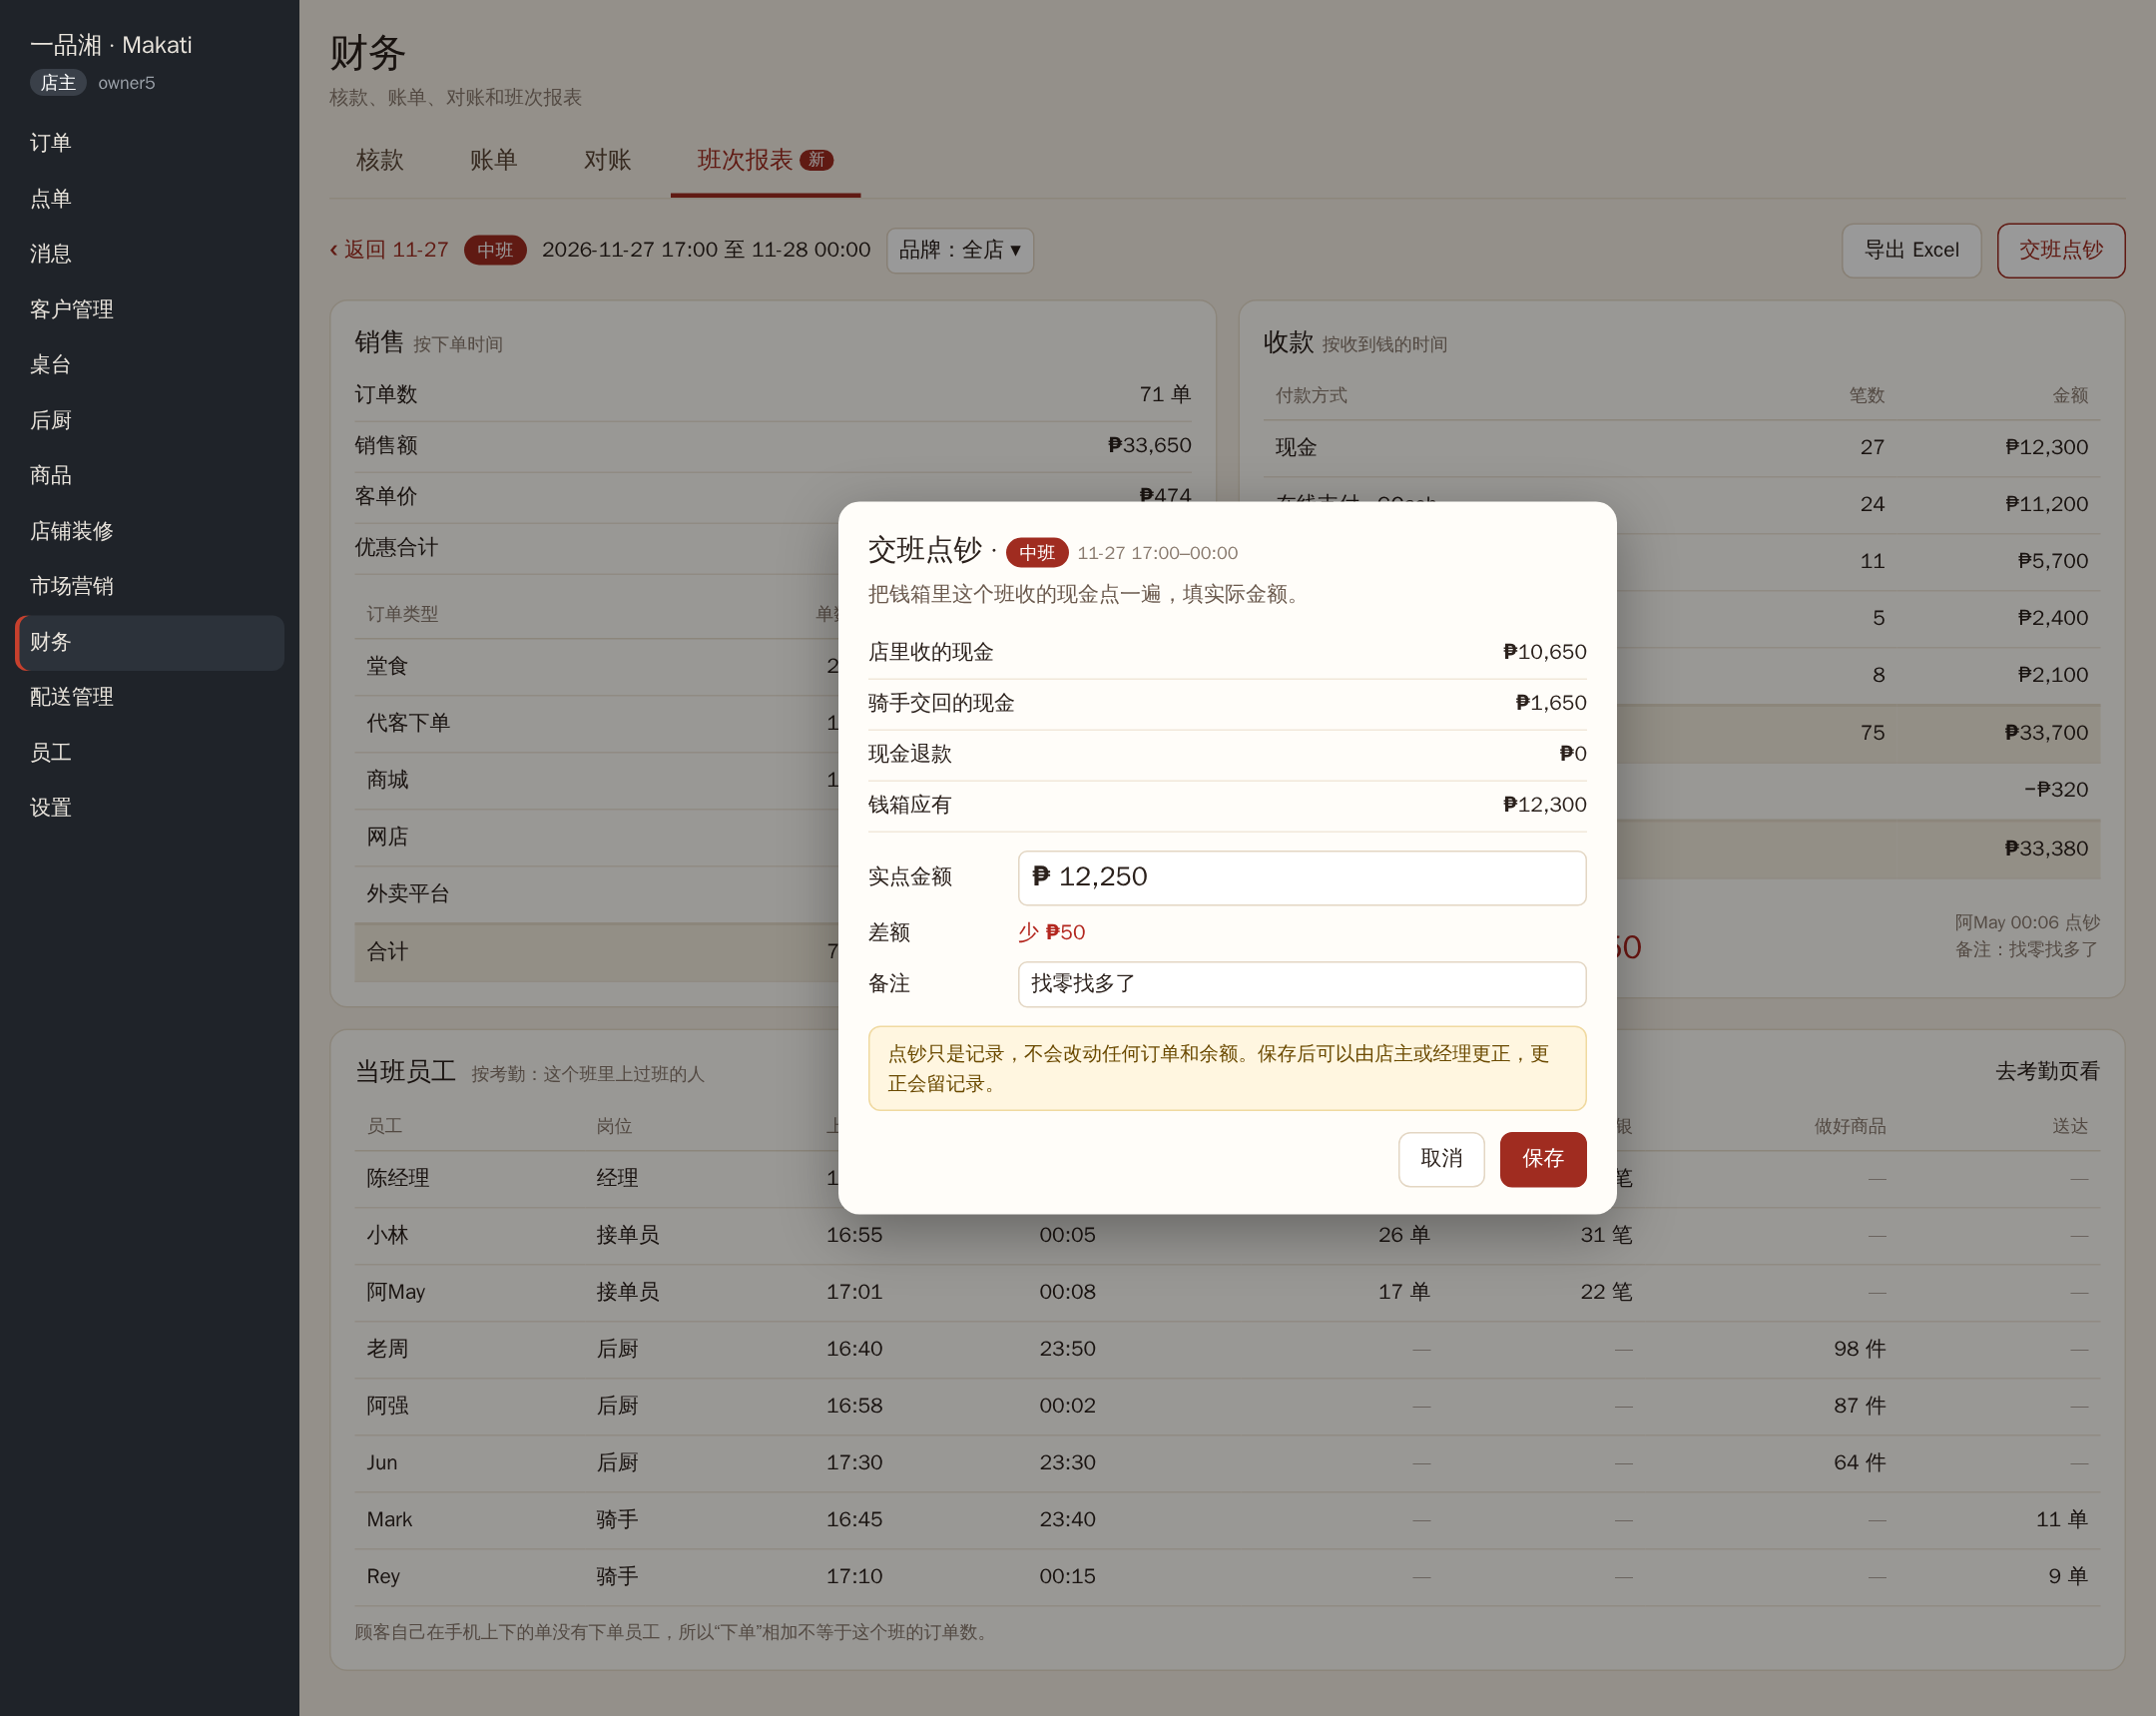 一品湘 · Makati
店主 owner5
订单
点单
消息
客户管理
桌台
后厨
商品
店铺装修
市场营销
财务
配送管理
员工
设置
财务
核款、账单、对账和班次报表
核款 账单 对账 班次报表 新
‹ 返回 11-27 中班 2026-11-27 17:00 至 11-28 00:00 品牌：全店 ▾ 导出 Excel 交班点钞
销售 按下单时间
订单数 71 单
销售额 ₱33,650
客单价 ₱474
优惠合计
订单类型
堂食
代客下单
商城
网店
外卖平台
合计
收款 按收到钱的时间
付款方式 笔数 金额
现金 27 ₱12,300
24 ₱11,200
11 ₱5,700
5 ₱2,400
8 ₱2,100
75 ₱33,700
−₱320
₱33,380
阿May 00:06 点钞
备注：找零找多了
交班点钞 · 中班 11-27 17:00–00:00
把钱箱里这个班收的现金点一遍，填实际金额。
店里收的现金 ₱10,650
骑手交回的现金 ₱1,650
现金退款 ₱0
钱箱应有 ₱12,300
实点金额 ₱ 12,250
差额 少 ₱50
备注 找零找多了
点钞只是记录，不会改动任何订单和余额。保存后可以由店主或经理更正，更
正会留记录。
取消 保存
当班员工 按考勤：这个班里上过班的人 去考勤页看
员工 岗位 做好商品 送达
陈经理 经理 — —
小林 接单员 16:55 00:05 26 单 31 笔 — —
阿May 接单员 17:01 00:08 17 单 22 笔 — —
老周 后厨 16:40 23:50 — — 98 件 —
阿强 后厨 16:58 00:02 — — 87 件 —
Jun 后厨 17:30 23:30 — — 64 件 —
Mark 骑手 16:45 23:40 — — — 11 单
Rey 骑手 17:10 00:15 — — — 9 单
顾客自己在手机上下的单没有下单员工，所以“下单”相加不等于这个班的订单数。